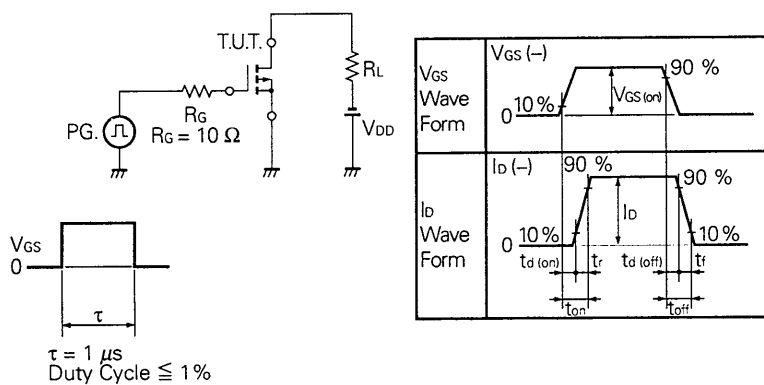 T.U.T.
RL
RG
RG = 10 Ω
PG.
VDD
VGS
0
τ
τ = 1 μs
Duty Cycle ≦ 1%
VGS
Wave
Form
VGS (–)
90 %
10%
VGS (on)
0
ID
Wave
Form
ID (–)
90 %
90 %
ID
10%
0
10%
td (on)
tr
td (off)
tf
ton
toff